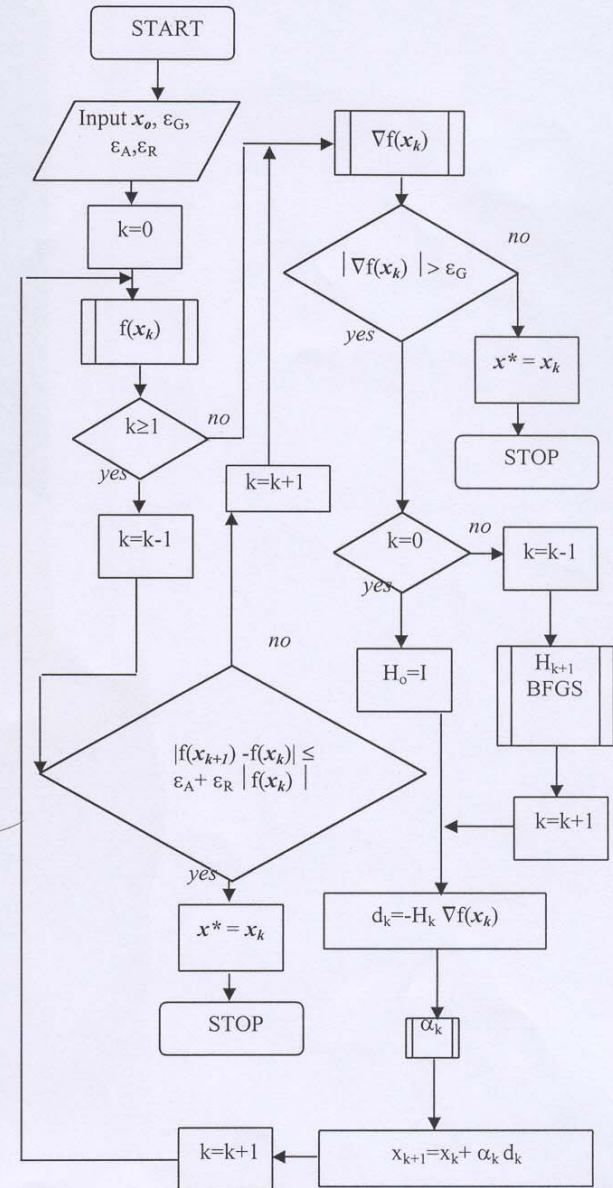 START
Input x₀, ε_G,
ε_A,ε_R
k=0
f(x_k)
k≥1
no
yes
k=k-1
k=k+1
no
|f(x_{k+1}) -f(x_k)| ≤
ε_A+ ε_R | f(x_k) |
yes
x* = x_k
STOP
∇f(x_k)
| ∇f(x_k) | > ε_G
no
yes
x* = x_k
STOP
k=0
no
yes
k=k-1
H_o=I
H_{k+1}
BFGS
k=k+1
d_k=-H_k ∇f(x_k)
α_k
x_{k+1}=x_k+ α_k d_k
k=k+1